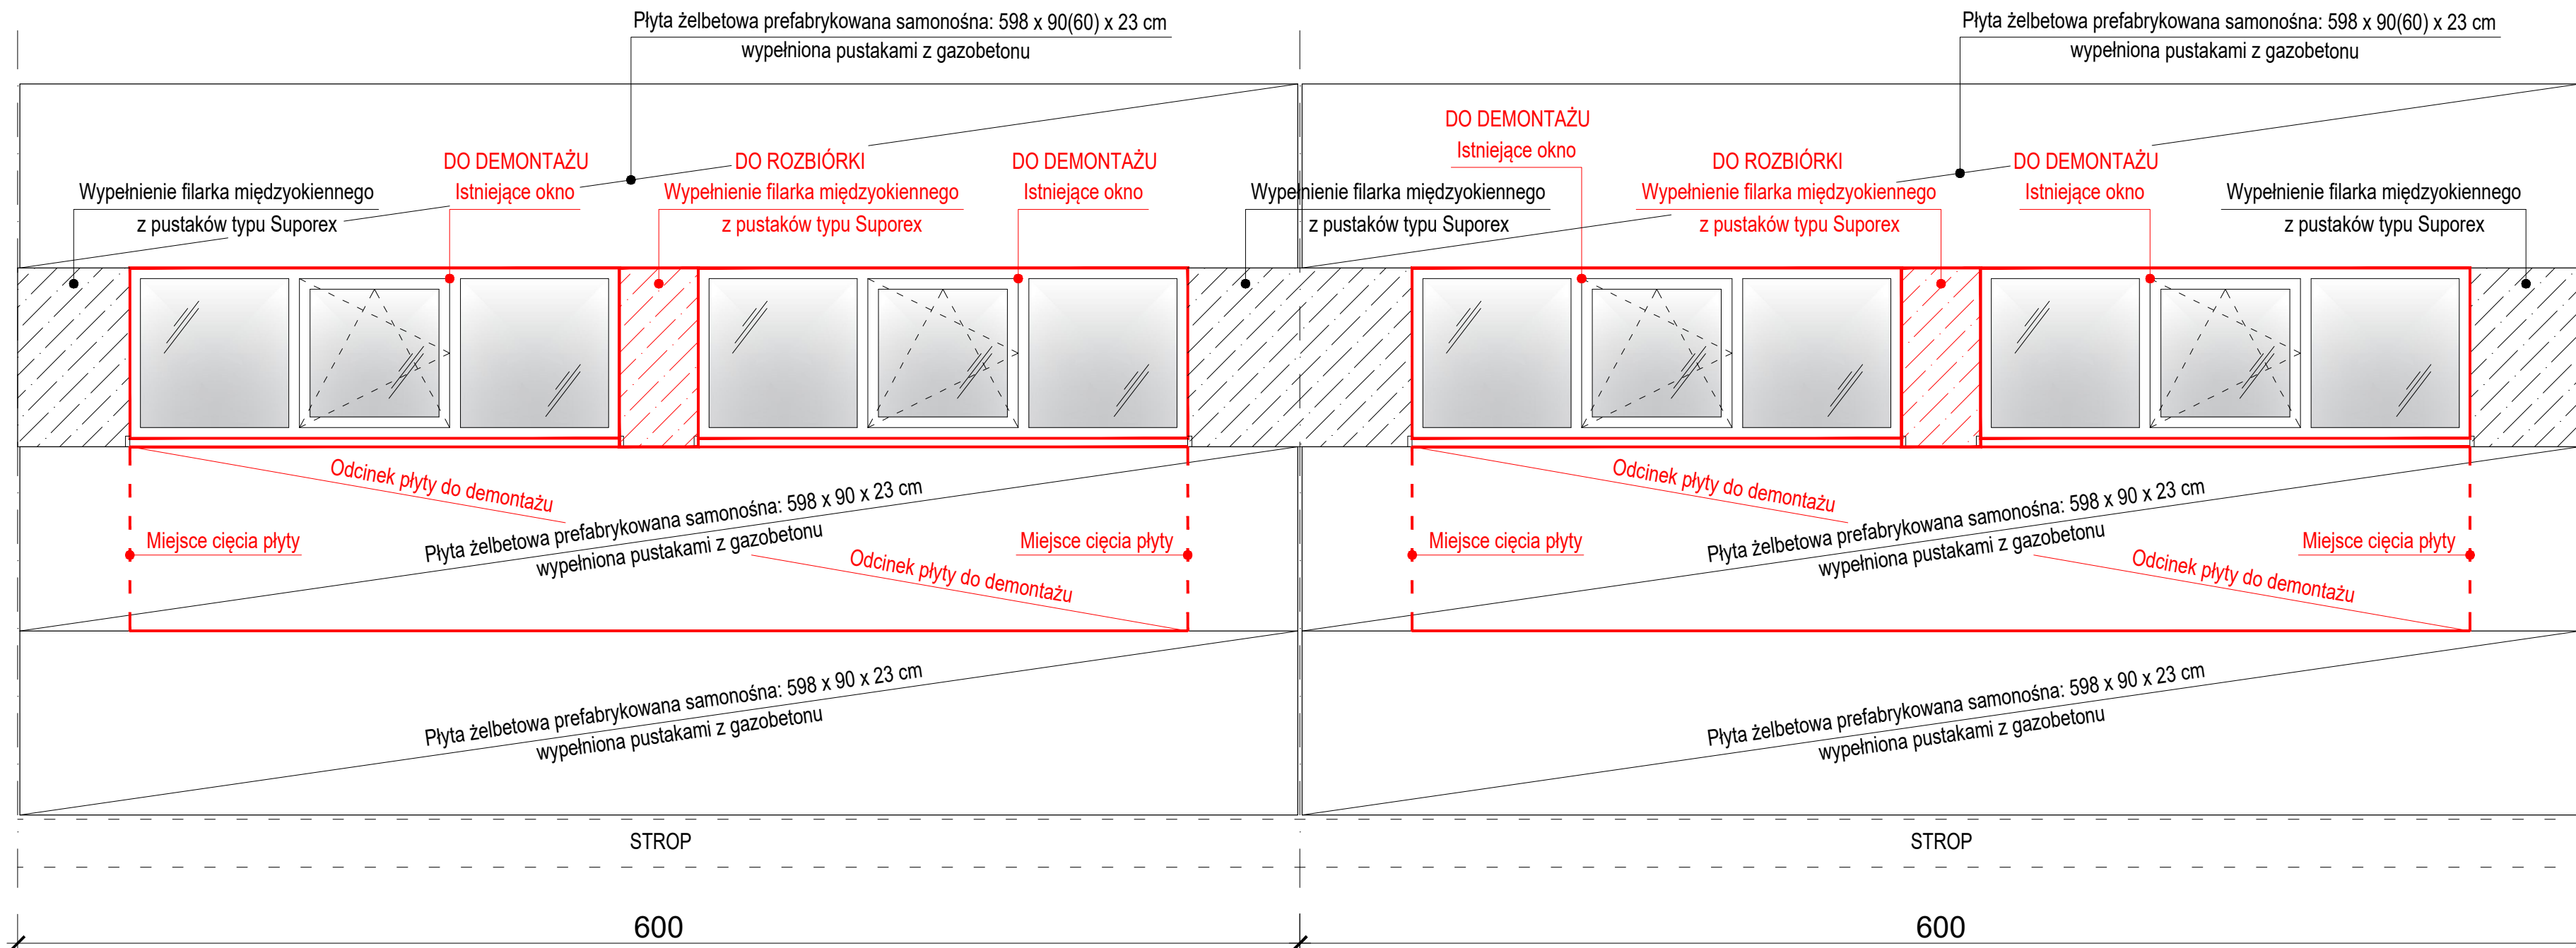 Płyta żelbetowa prefabrykowana samonośna: 598 x 90(60) x 23 cm
wypełniona pustakami z gazobetonu
Płyta żelbetowa prefabrykowana samonośna: 598 x 90(60) x 23 cm
wypełniona pustakami z gazobetonu
Wypełnienie filarka międzyokiennego
z pustaków typu Suporex
DO DEMONTAŻU
Istniejące okno
DO ROZBIÓRKI
Wypełnienie filarka międzyokiennego
z pustaków typu Suporex
DO DEMONTAŻU
Istniejące okno
Wypełnienie filarka międzyokiennego
z pustaków typu Suporex
DO DEMONTAŻU
Istniejące okno
DO ROZBIÓRKI
Wypełnienie filarka międzyokiennego
z pustaków typu Suporex
DO DEMONTAŻU
Istniejące okno
Wypełnienie filarka międzyokiennego
z pustaków typu Suporex
Odcinek płyty do demontażu
Miejsce cięcia płyty
Płyta żelbetowa prefabrykowana samonośna: 598 x 90 x 23 cm
wypełniona pustakami z gazobetonu
Miejsce cięcia płyty
Odcinek płyty do demontażu
Odcinek płyty do demontażu
Miejsce cięcia płyty
Płyta żelbetowa prefabrykowana samonośna: 598 x 90 x 23 cm
wypełniona pustakami z gazobetonu
Miejsce cięcia płyty
Odcinek płyty do demontażu
Płyta żelbetowa prefabrykowana samonośna: 598 x 90 x 23 cm
wypełniona pustakami z gazobetonu
Płyta żelbetowa prefabrykowana samonośna: 598 x 90 x 23 cm
wypełniona pustakami z gazobetonu
STROP
STROP
600
600